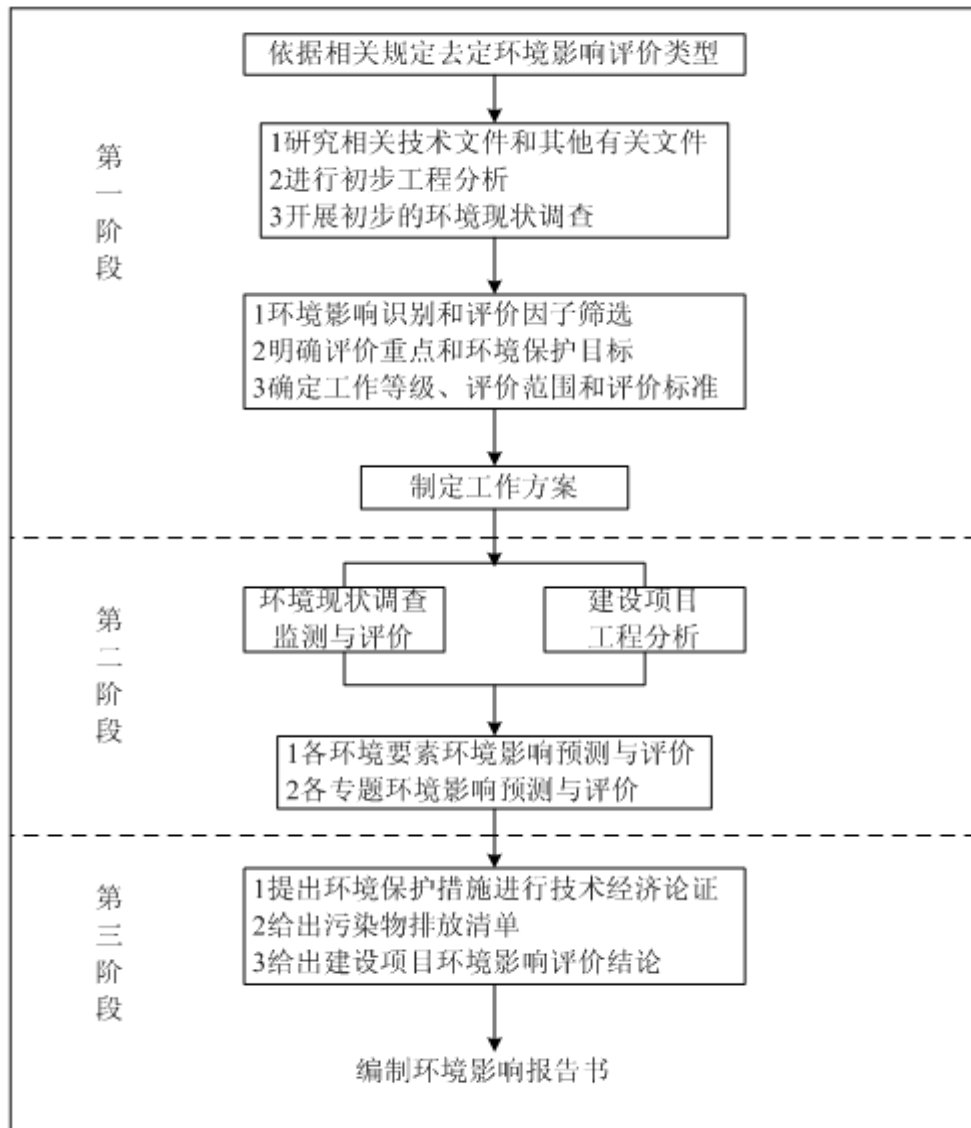 依据相关规定去定环境影响评价类型
第一阶段
1研究相关技术文件和其他有关文件
2进行初步工程分析
3开展初步的环境现状调查
1环境影响识别和评价因子筛选
2明确评价重点和环境保护目标
3确定工作等级、评价范围和评价标准
制定工作方案
第二阶段
环境现状调查
监测与评价
建设项目
工程分析
1各环境要素环境影响预测与评价
2各专题环境影响预测与评价
第三阶段
1提出环境保护措施进行技术经济论证
2给出污染物排放清单
3给出建设项目环境影响评价结论
编制环境影响报告书